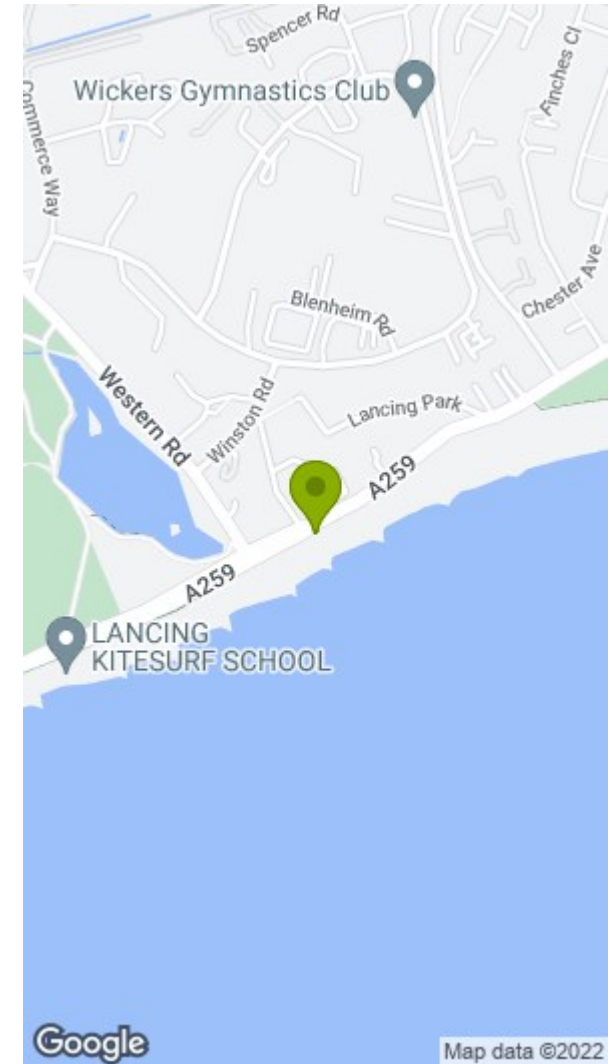 Spencer Rd
Wickers Gymnastics Club
Finches Cl
Commerce Way
Chester Ave
Blenheim Rd
Western Rd
Winston Rd
Lancing Park
A259
A259
LANCING
KITESURF SCHOOL
Google
Map data ©2022